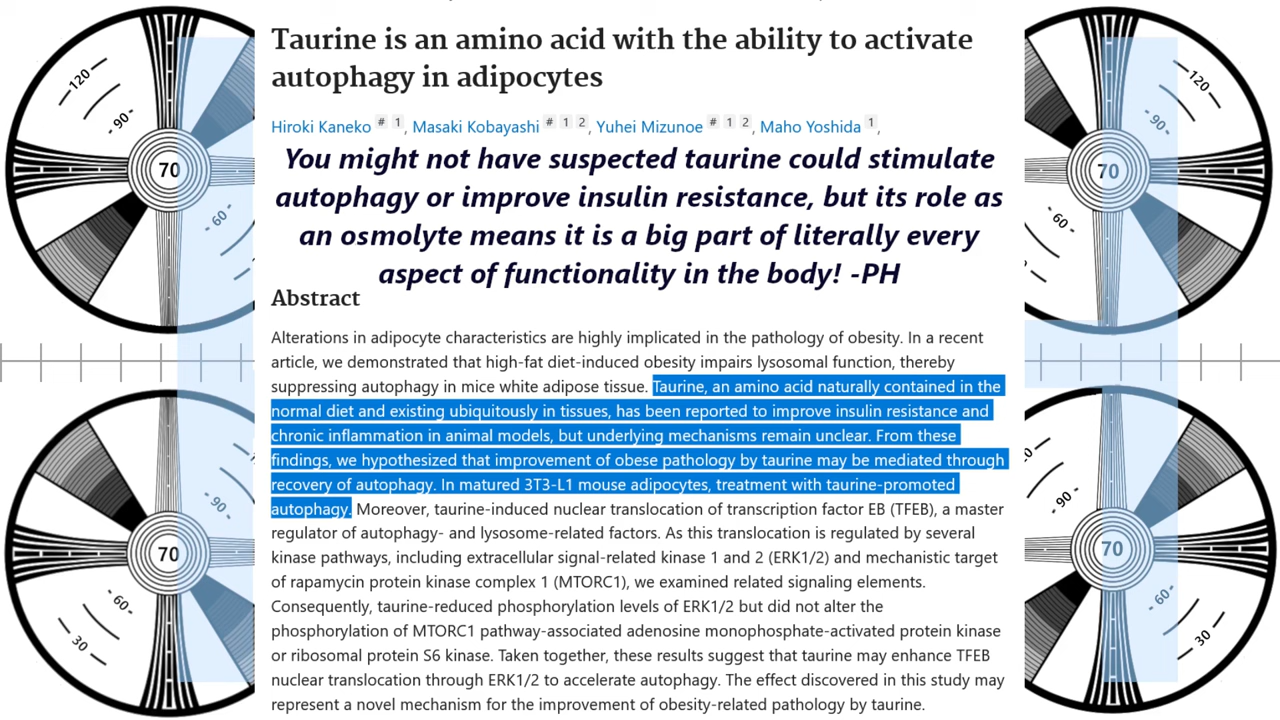 Taurine is an amino acid with the ability to activate
autophagy in adipocytes
Hiroki Kaneko # 1, Masaki Kobayashi # 1 2, Yuhei Mizunoe # 1 2, Maho Yoshida 1,
You might not have suspected taurine could stimulate
autophagy or improve insulin resistance, but its role as
an osmolyte means it is a big part of literally every
aspect of functionality in the body! -PH
Abstract
Alterations in adipocyte characteristics are highly implicated in the pathology of obesity. In a recent
article, we demonstrated that high-fat diet-induced obesity impairs lysosomal function, thereby
suppressing autophagy in mice white adipose tissue. Taurine, an amino acid naturally contained in the
normal diet and existing ubiquitously in tissues, has been reported to improve insulin resistance and
chronic inflammation in animal models, but underlying mechanisms remain unclear. From these
findings, we hypothesized that improvement of obese pathology by taurine may be mediated through
recovery of autophagy. In matured 3T3-L1 mouse adipocytes, treatment with taurine-promoted
autophagy. Moreover, taurine-induced nuclear translocation of transcription factor EB (TFEB), a master
regulator of autophagy- and lysosome-related factors. As this translocation is regulated by several
kinase pathways, including extracellular signal-related kinase 1 and 2 (ERK1/2) and mechanistic target
of rapamycin protein kinase complex 1 (MTORC1), we examined related signaling elements.
Consequently, taurine-reduced phosphorylation levels of ERK1/2 but did not alter the
phosphorylation of MTORC1 pathway-associated adenosine monophosphate-activated protein kinase
or ribosomal protein S6 kinase. Taken together, these results suggest that taurine may enhance TFEB
nuclear translocation through ERK1/2 to accelerate autophagy. The effect discovered in this study may
represent a novel mechanism for the improvement of obesity-related pathology by taurine.
120
- 90 -
70
- 60 -
120
- 90 -
70
- 60 -
- 90 -
70
- 60 -
30
- 90 -
70
- 60 -
30